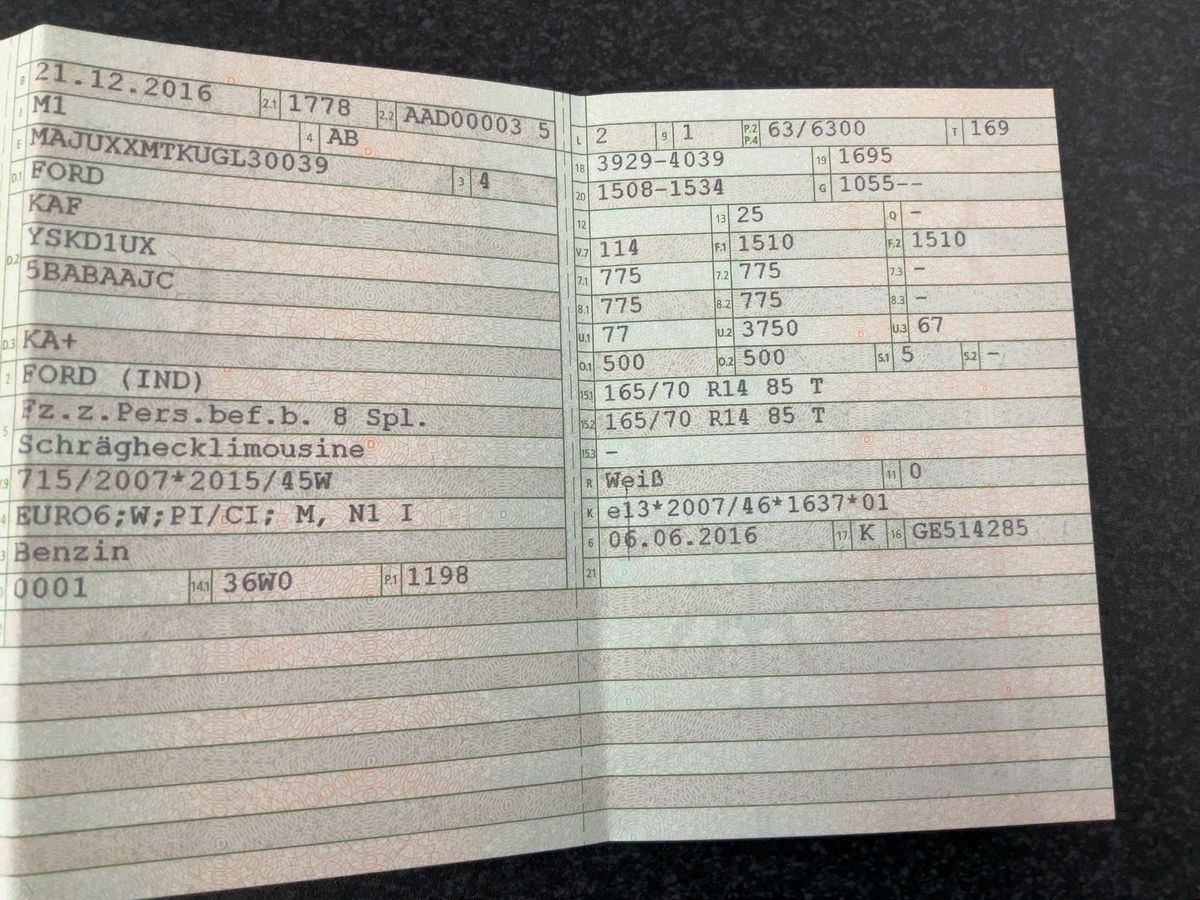 B 21.12.2016 2.1 1778 2.2 AAD00003 5
J M1 4 AB
E MAJUXXMTKUGL30039 3 4
D.1 FORD
D.2 KAF
YSKD1UX
5BABAAJC
D.3 KA+
2 FORD (IND)
5 Fz.z.Pers.bef.b. 8 Spl.
Schräghecklimousine
715/2007*2015/45W
EURO6;W;PI/CI; M, N1 I
Benzin
0001 14.1 36W0 P.1 1198
L 2 9 1 P.2 P.4 63/6300 T 169
18 3929-4039 19 1695
20 1508-1534 G 1055--
12 13 25 Q -
V.7 114 F.1 1510 F.2 1510
7.1 775 7.2 775 7.3 -
8.1 775 8.2 775 8.3 -
U.1 77 U.2 3750 U.3 67
O.1 500 O.2 500 S.1 5 S.2 -
15.1 165/70 R14 85 T
15.2 165/70 R14 85 T
15.3 -
R Weiß 11 0
K e13*2007/46*1637*01
6 06.06.2016 17 K 16 GE514285
21